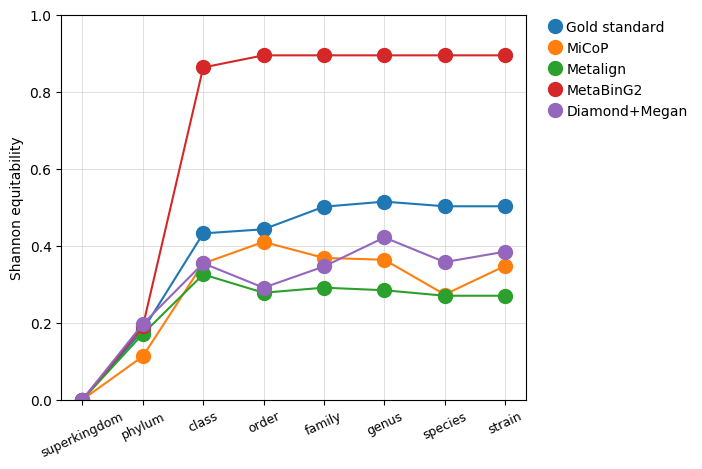 1.0
0.8
0.6
0.4
0.2
0.0
Shannon equitability
superkingdom
phylum
class
order
family
genus
species
strain
Gold standard
MiCoP
Metalign
MetaBinG2
Diamond+Megan